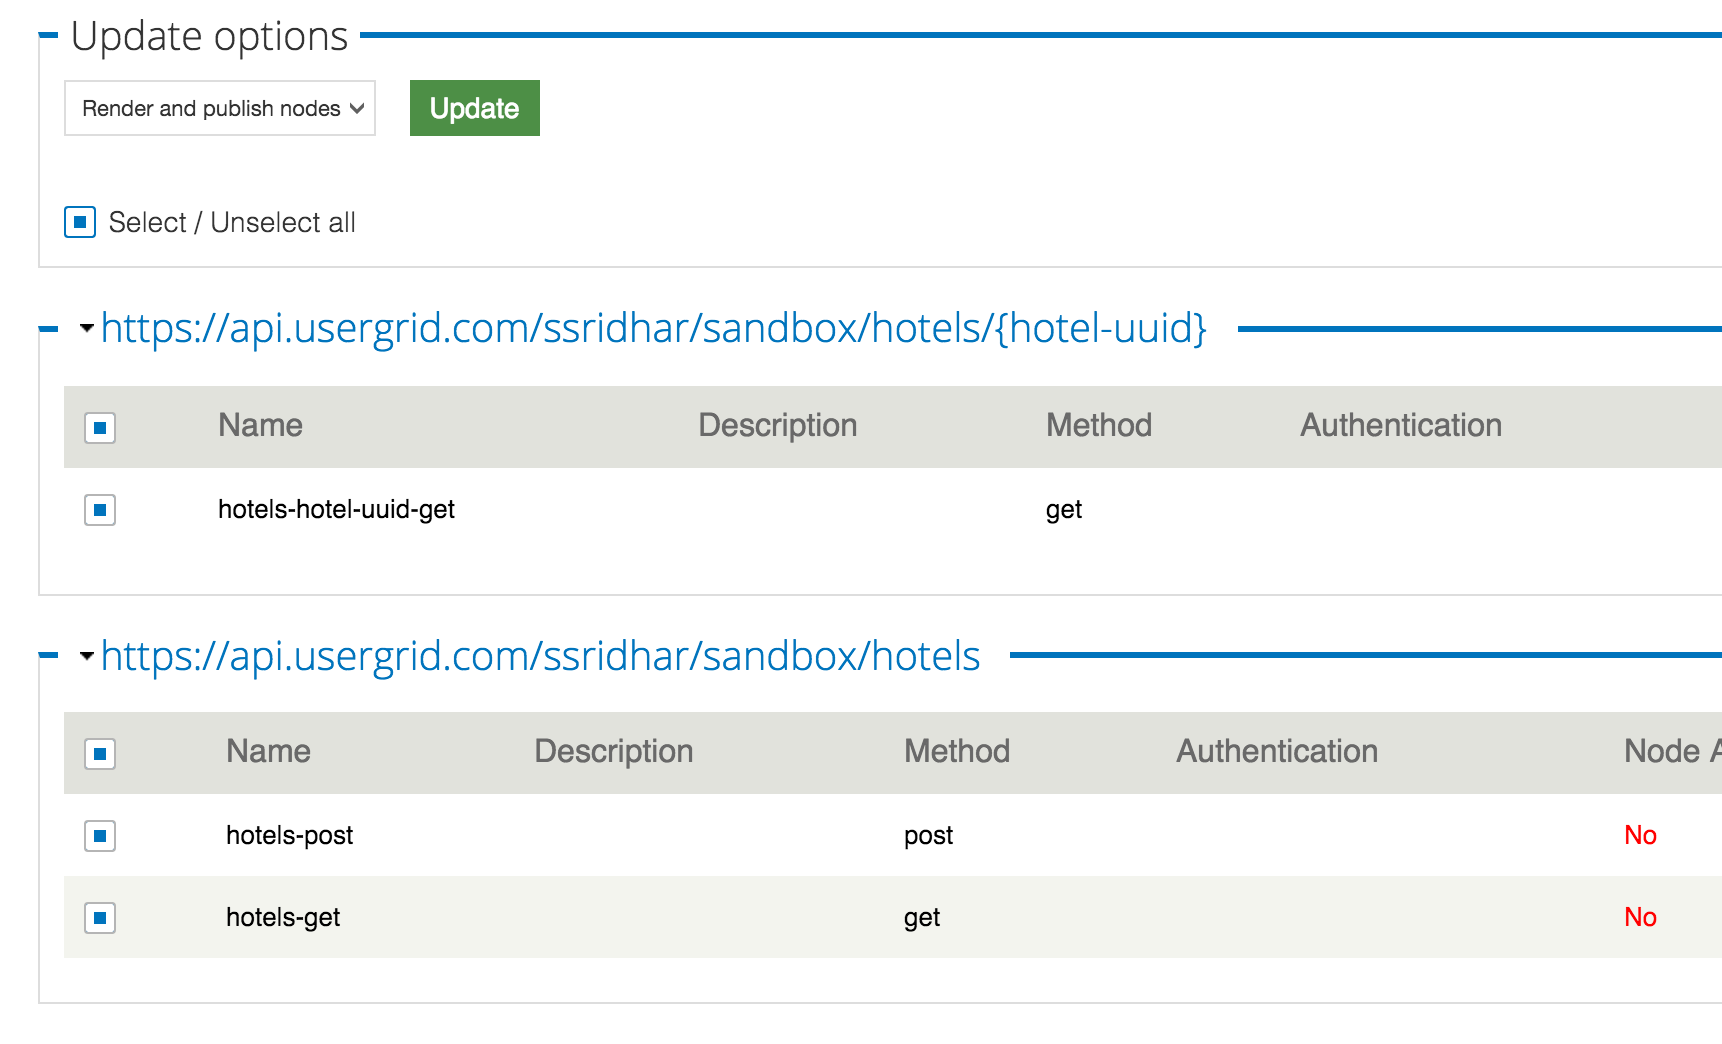 Update options
Render and publish nodes Update
Select / Unselect all
https://api.usergrid.com/ssridhar/sandbox/hotels/{hotel-uuid}
Name Description Method Authentication
hotels-hotel-uuid-get get
https://api.usergrid.com/ssridhar/sandbox/hotels
Name Description Method Authentication Node
hotels-post post No
hotels-get get No